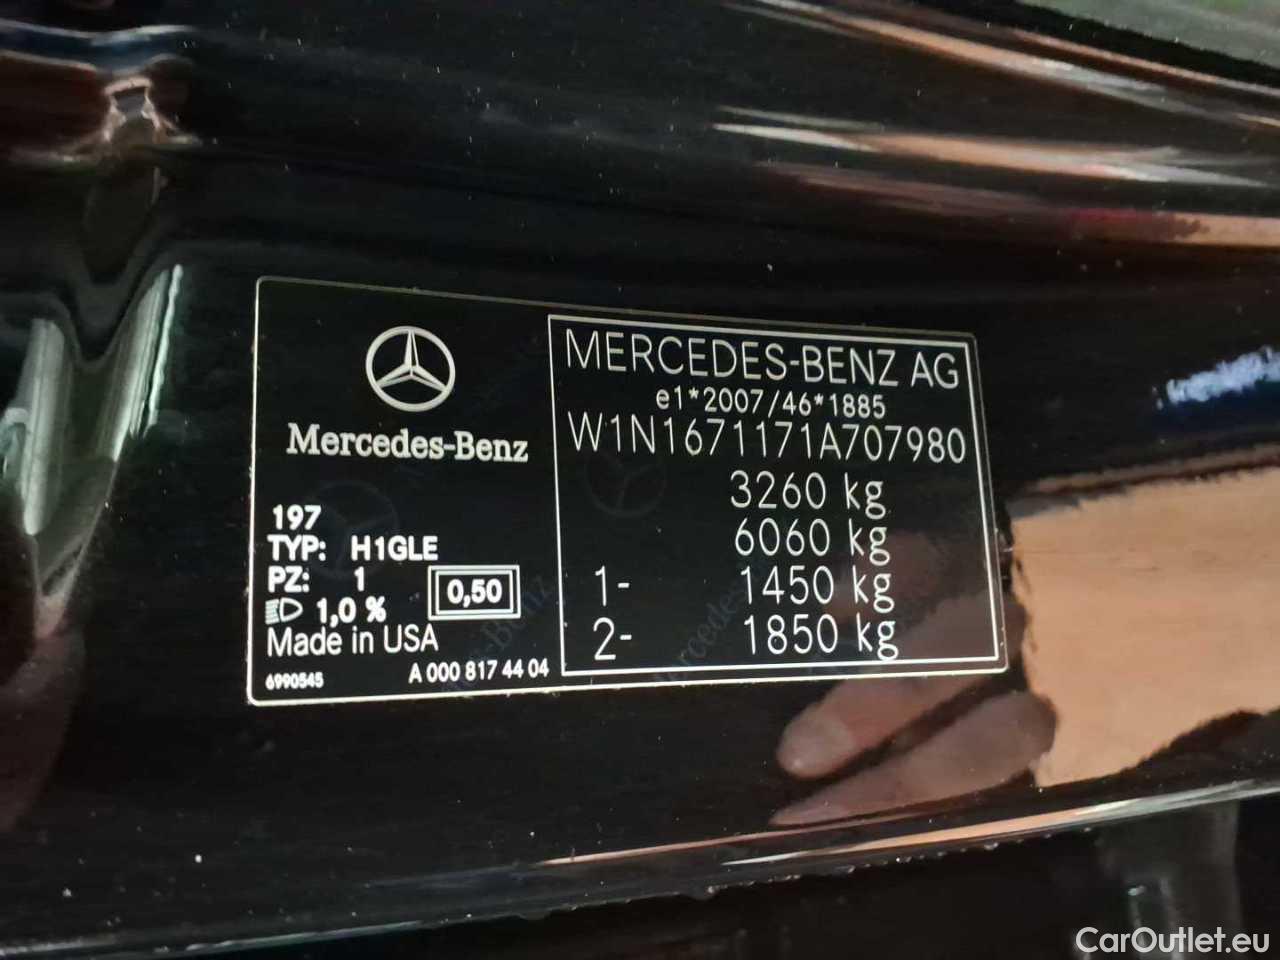 Mercedes-Benz
197
TYP: H1GLE
PZ: 1
1,0 %
0,50
Made in USA
6990545
A 000 817 44 04
MERCEDES-BENZ AG
e1*2007/46*1885
W1N1671171A707980
3260 kg
6060 kg
1- 1450 kg
2- 1850 kg
CarOutlet.eu